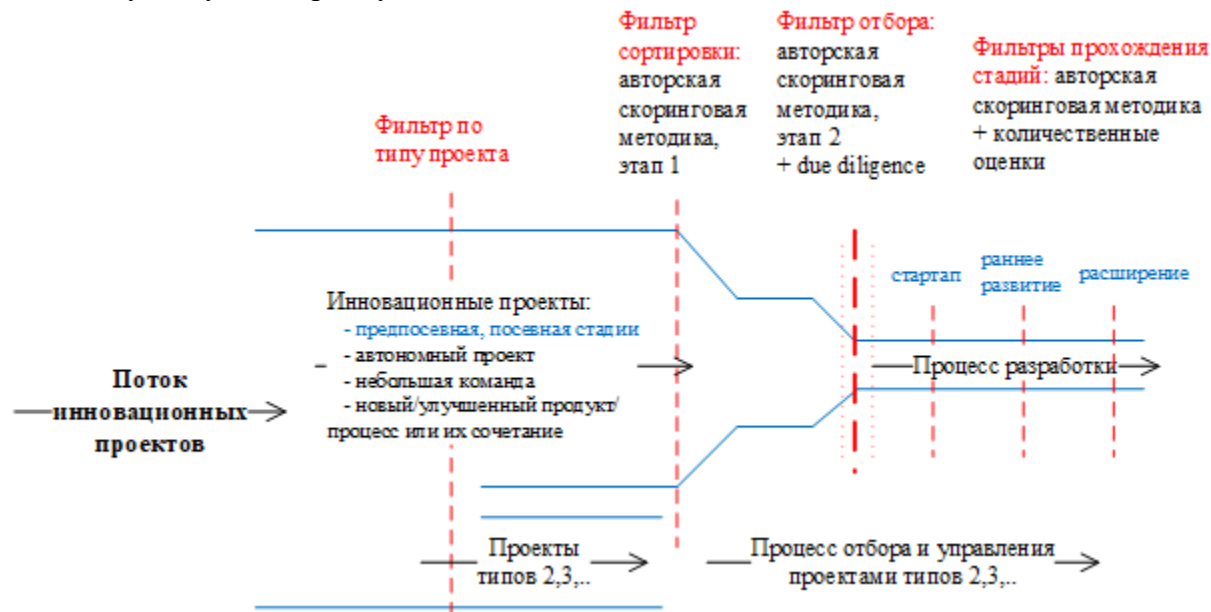 Фильтр
сортировки:
авторская
скоринговая
методика,
этап 1
Фильтр отбора:
авторская
скоринговая
методика,
этап 2
+ due diligence
Фильтры прохождения
стадий: авторская
скоринговая методика
+ количественные
оценки
Фильтр по
типу проекта
стартап
раннее
развитие
расширение
Инновационные проекты:
- предпосевная, посевная стадии
- автономный проект
- небольшая команда
- новый/улучшенный продукт/
процесс или их сочетание
Поток
инновационных
проектов
Процесс разработки
Проекты
типов 2,3,..
Процесс отбора и управления
проектами типов 2,3,..